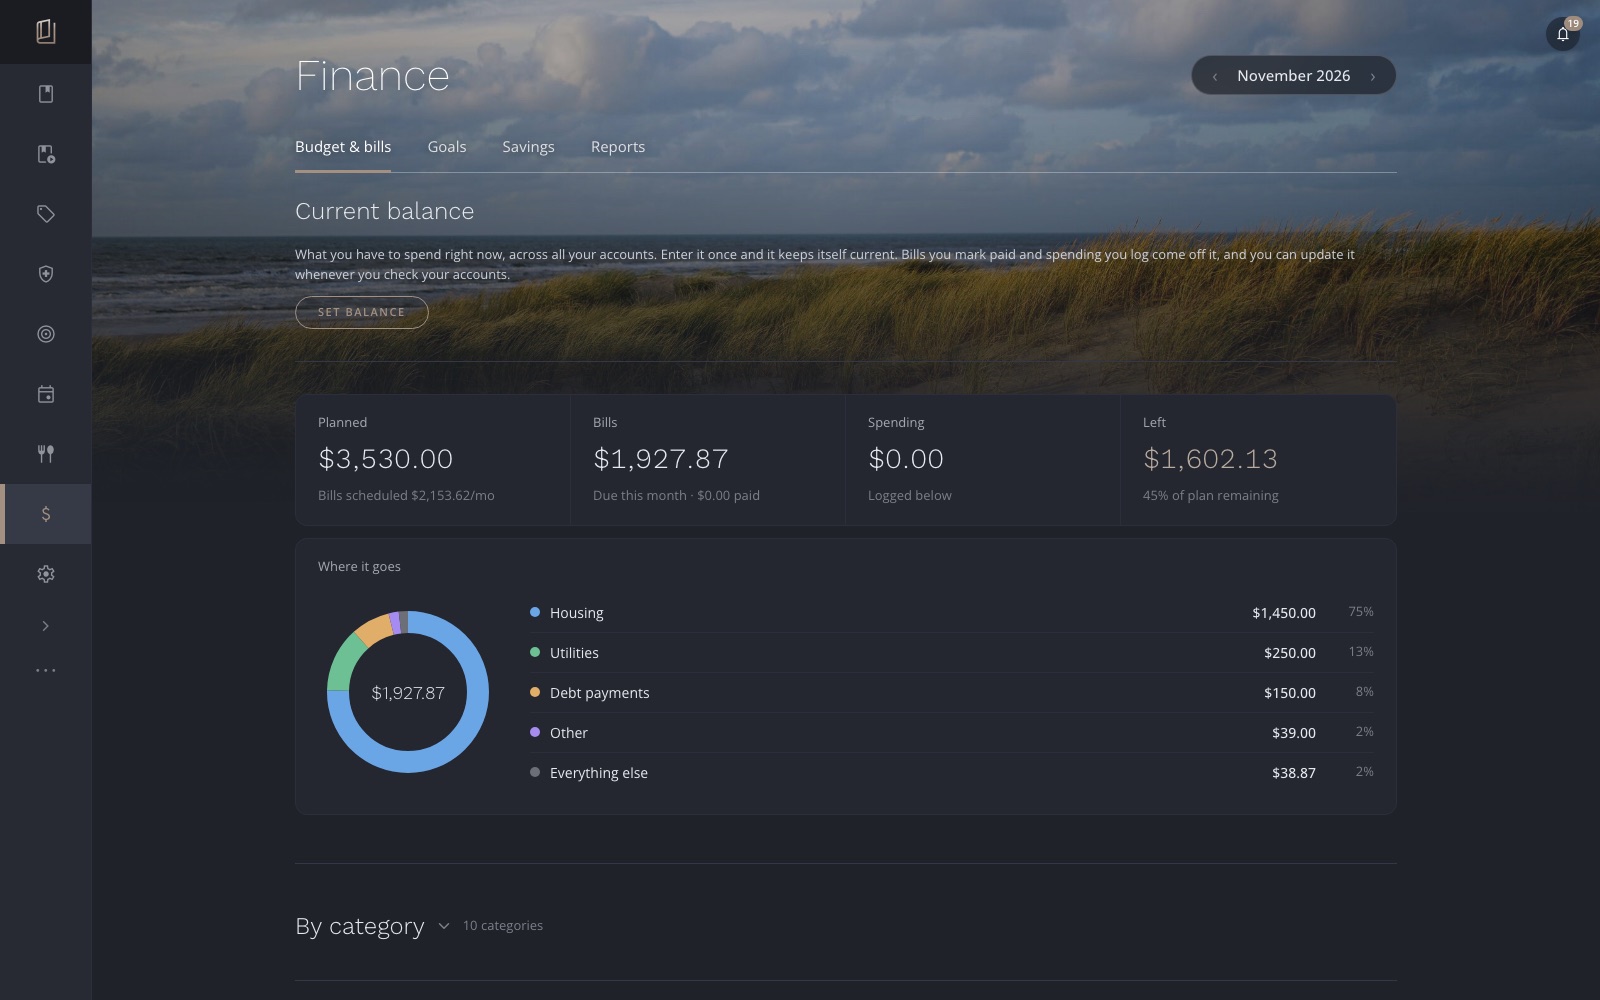 19
Finance
‹ November 2026 ›
Budget & bills Goals Savings Reports
Current balance
What you have to spend right now, across all your accounts. Enter it once and it keeps itself current. Bills you mark paid and spending you log come off it, and you can update it
whenever you check your accounts.
SET BALANCE
Planned Bills Spending Left
$3,530.00 $1,927.87 $0.00 $1,602.13
Bills scheduled $2,153.62/mo Due this month · $0.00 paid Logged below 45% of plan remaining
$
Where it goes
Housing $1,450.00 75%
Utilities $250.00 13%
$1,927.87
Debt payments $150.00 8%
Other $39.00 2%
Everything else $38.87 2%
By category 10 categories